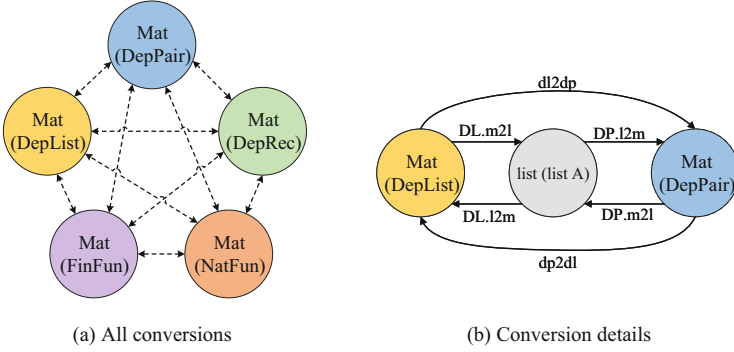 Mat
(DepPair)
Mat
(DepList)
Mat
(DepRec)
Mat
(FinFun)
Mat
(NatFun)
(a) All conversions
dl2dp
DL.m2l
DP.l2m
Mat
(DepList)
list (list A)
Mat
(DepPair)
DL.l2m
DP.m2l
dp2dl
(b) Conversion details